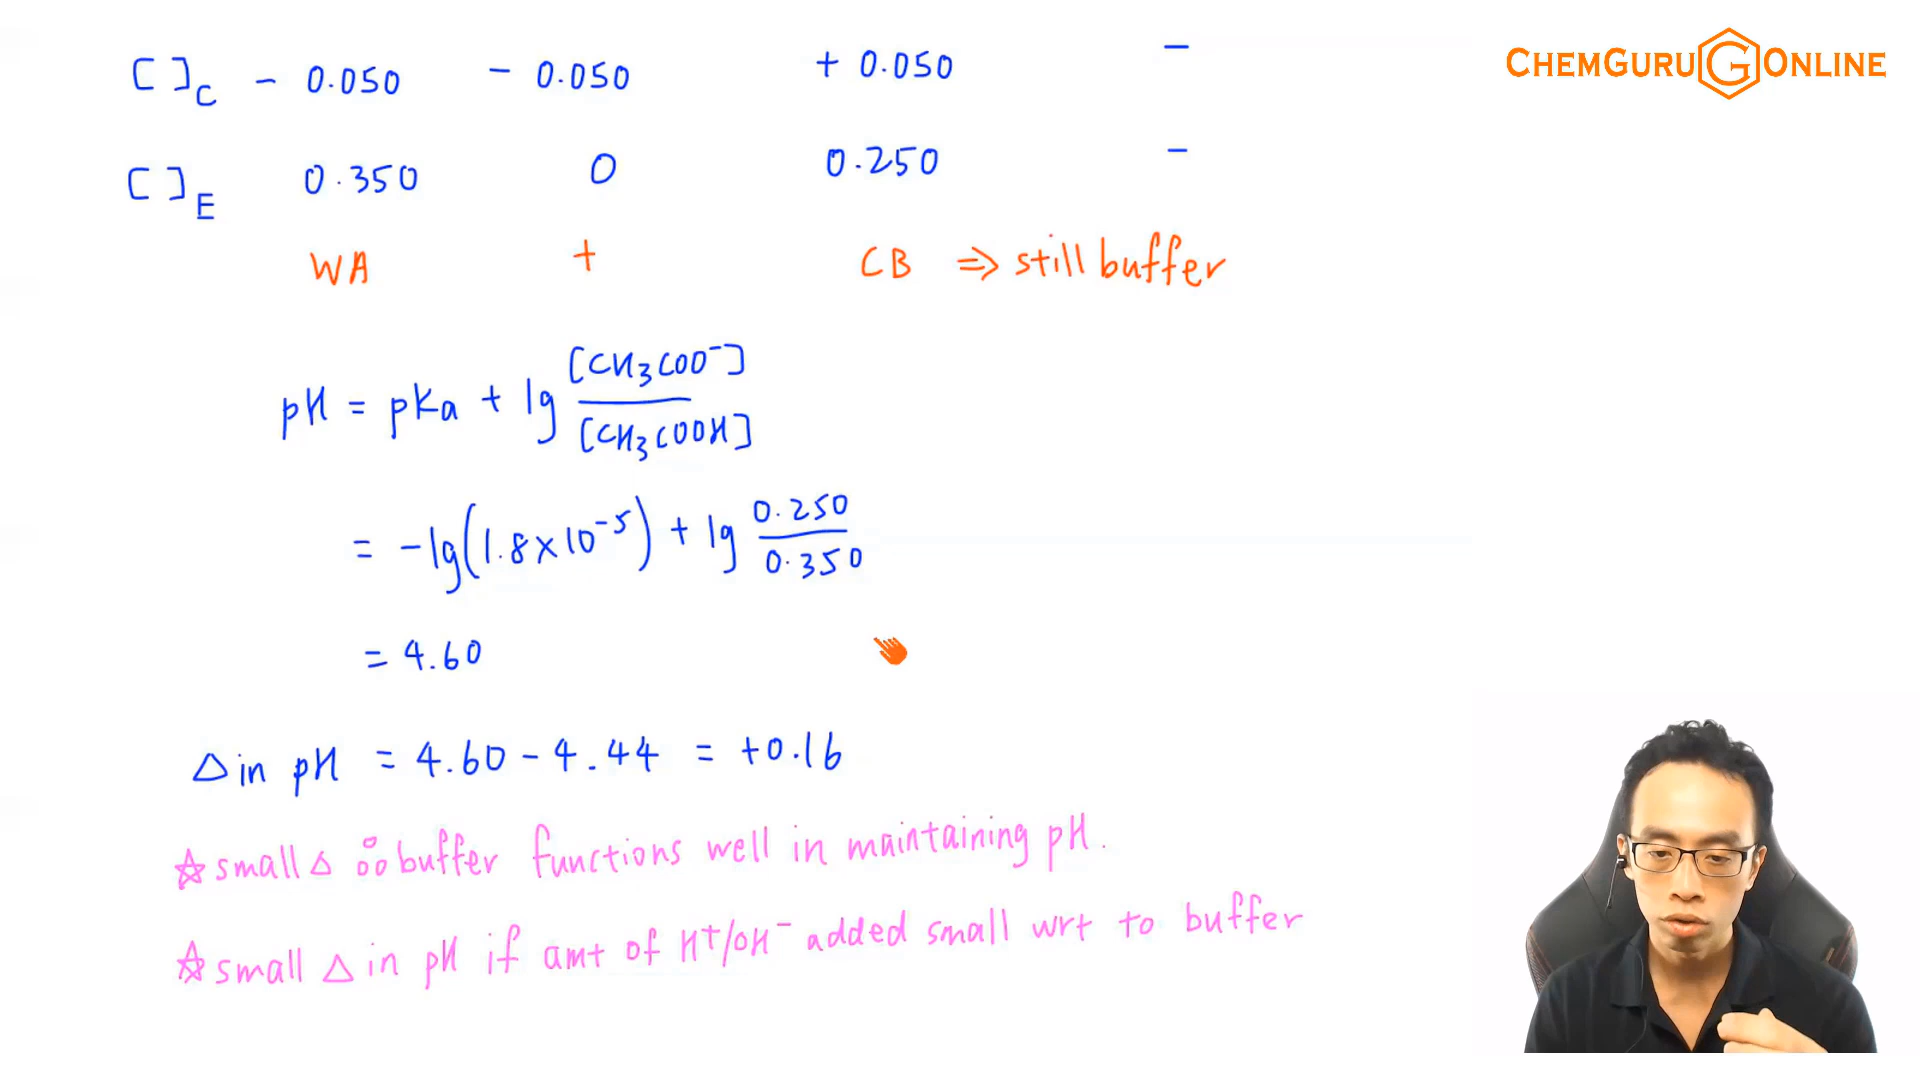 CHEMGURU G ONLINE
[ ]C - 0.050 - 0.050 + 0.050 -
[ ]E 0.350 0 0.250 -
WA + CB ⇒ still buffer
pH = pKa + lg [CH3COO⁻] / [CH3COOH]
= -lg(1.8×10⁻⁵) + lg 0.250 / 0.350
= 4.60
Δ in pH = 4.60 - 4.44 = +0.16
☆ small Δ ∴ buffer functions well in maintaining pH.
☆ small Δ in pH if amt of H⁺/OH⁻ added small wrt to buffer